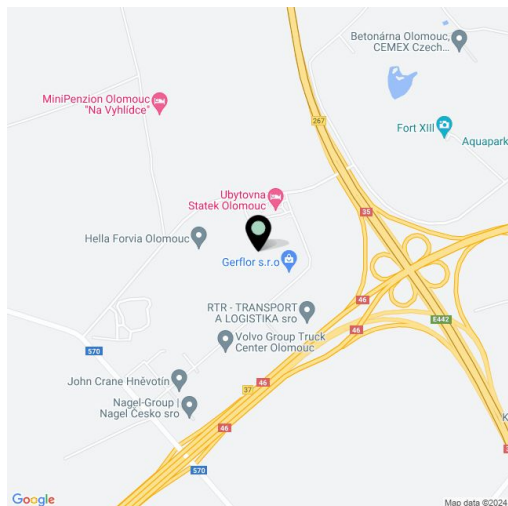 Betonárna Olomouc,
CEMEX Czech...
MiniPenzion Olomouc
"Na Vyhlídce"
267
Fort XIII
Aquapark
Ubytovna
Statek Olomouc
35
Hella Forvia Olomouc
Gerflor s.r.o
46
RTR - TRANSPORT
A LOGISTIKA sro
E442
46
Volvo Group Truck
Center Olomouc
570
John Crane Hněvotín
37
46
Nagel-Group |
Nagel Česko sro
46
K
570
Google
Map data ©2024